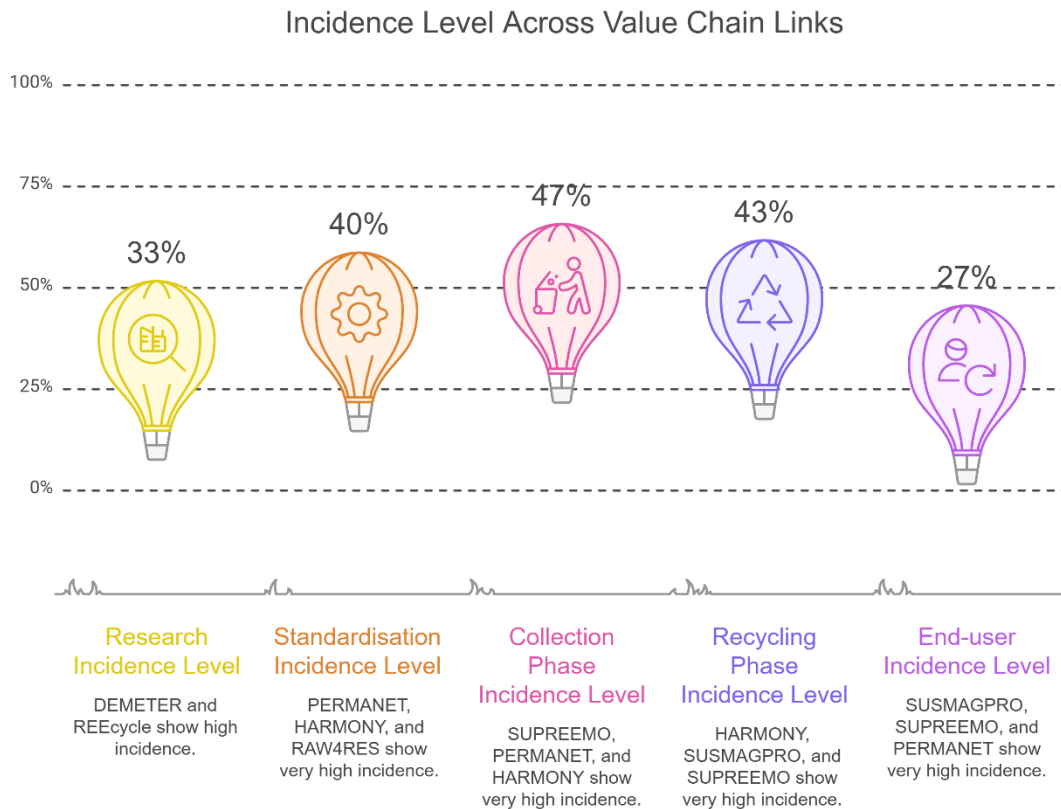 Incidence Level Across Value Chain Links
100%
75%
50%
25%
0%
33%
40%
47%
43%
27%
Research
Incidence Level
DEMETER and
REEcycle show high
incidence.
Standardisation
Incidence Level
PERMANET,
HARMONY, and
RAW4RES show
very high incidence.
Collection
Phase
Incidence Level
SUPREEMO,
PERMANET, and
HARMONY show
very high incidence.
Recycling
Phase
Incidence Level
HARMONY,
SUSMAGPRO, and
SUPREEMO show
very high incidence.
End-user
Incidence Level
SUSMAGPRO,
SUPREEMO, and
PERMANET show
very high incidence.